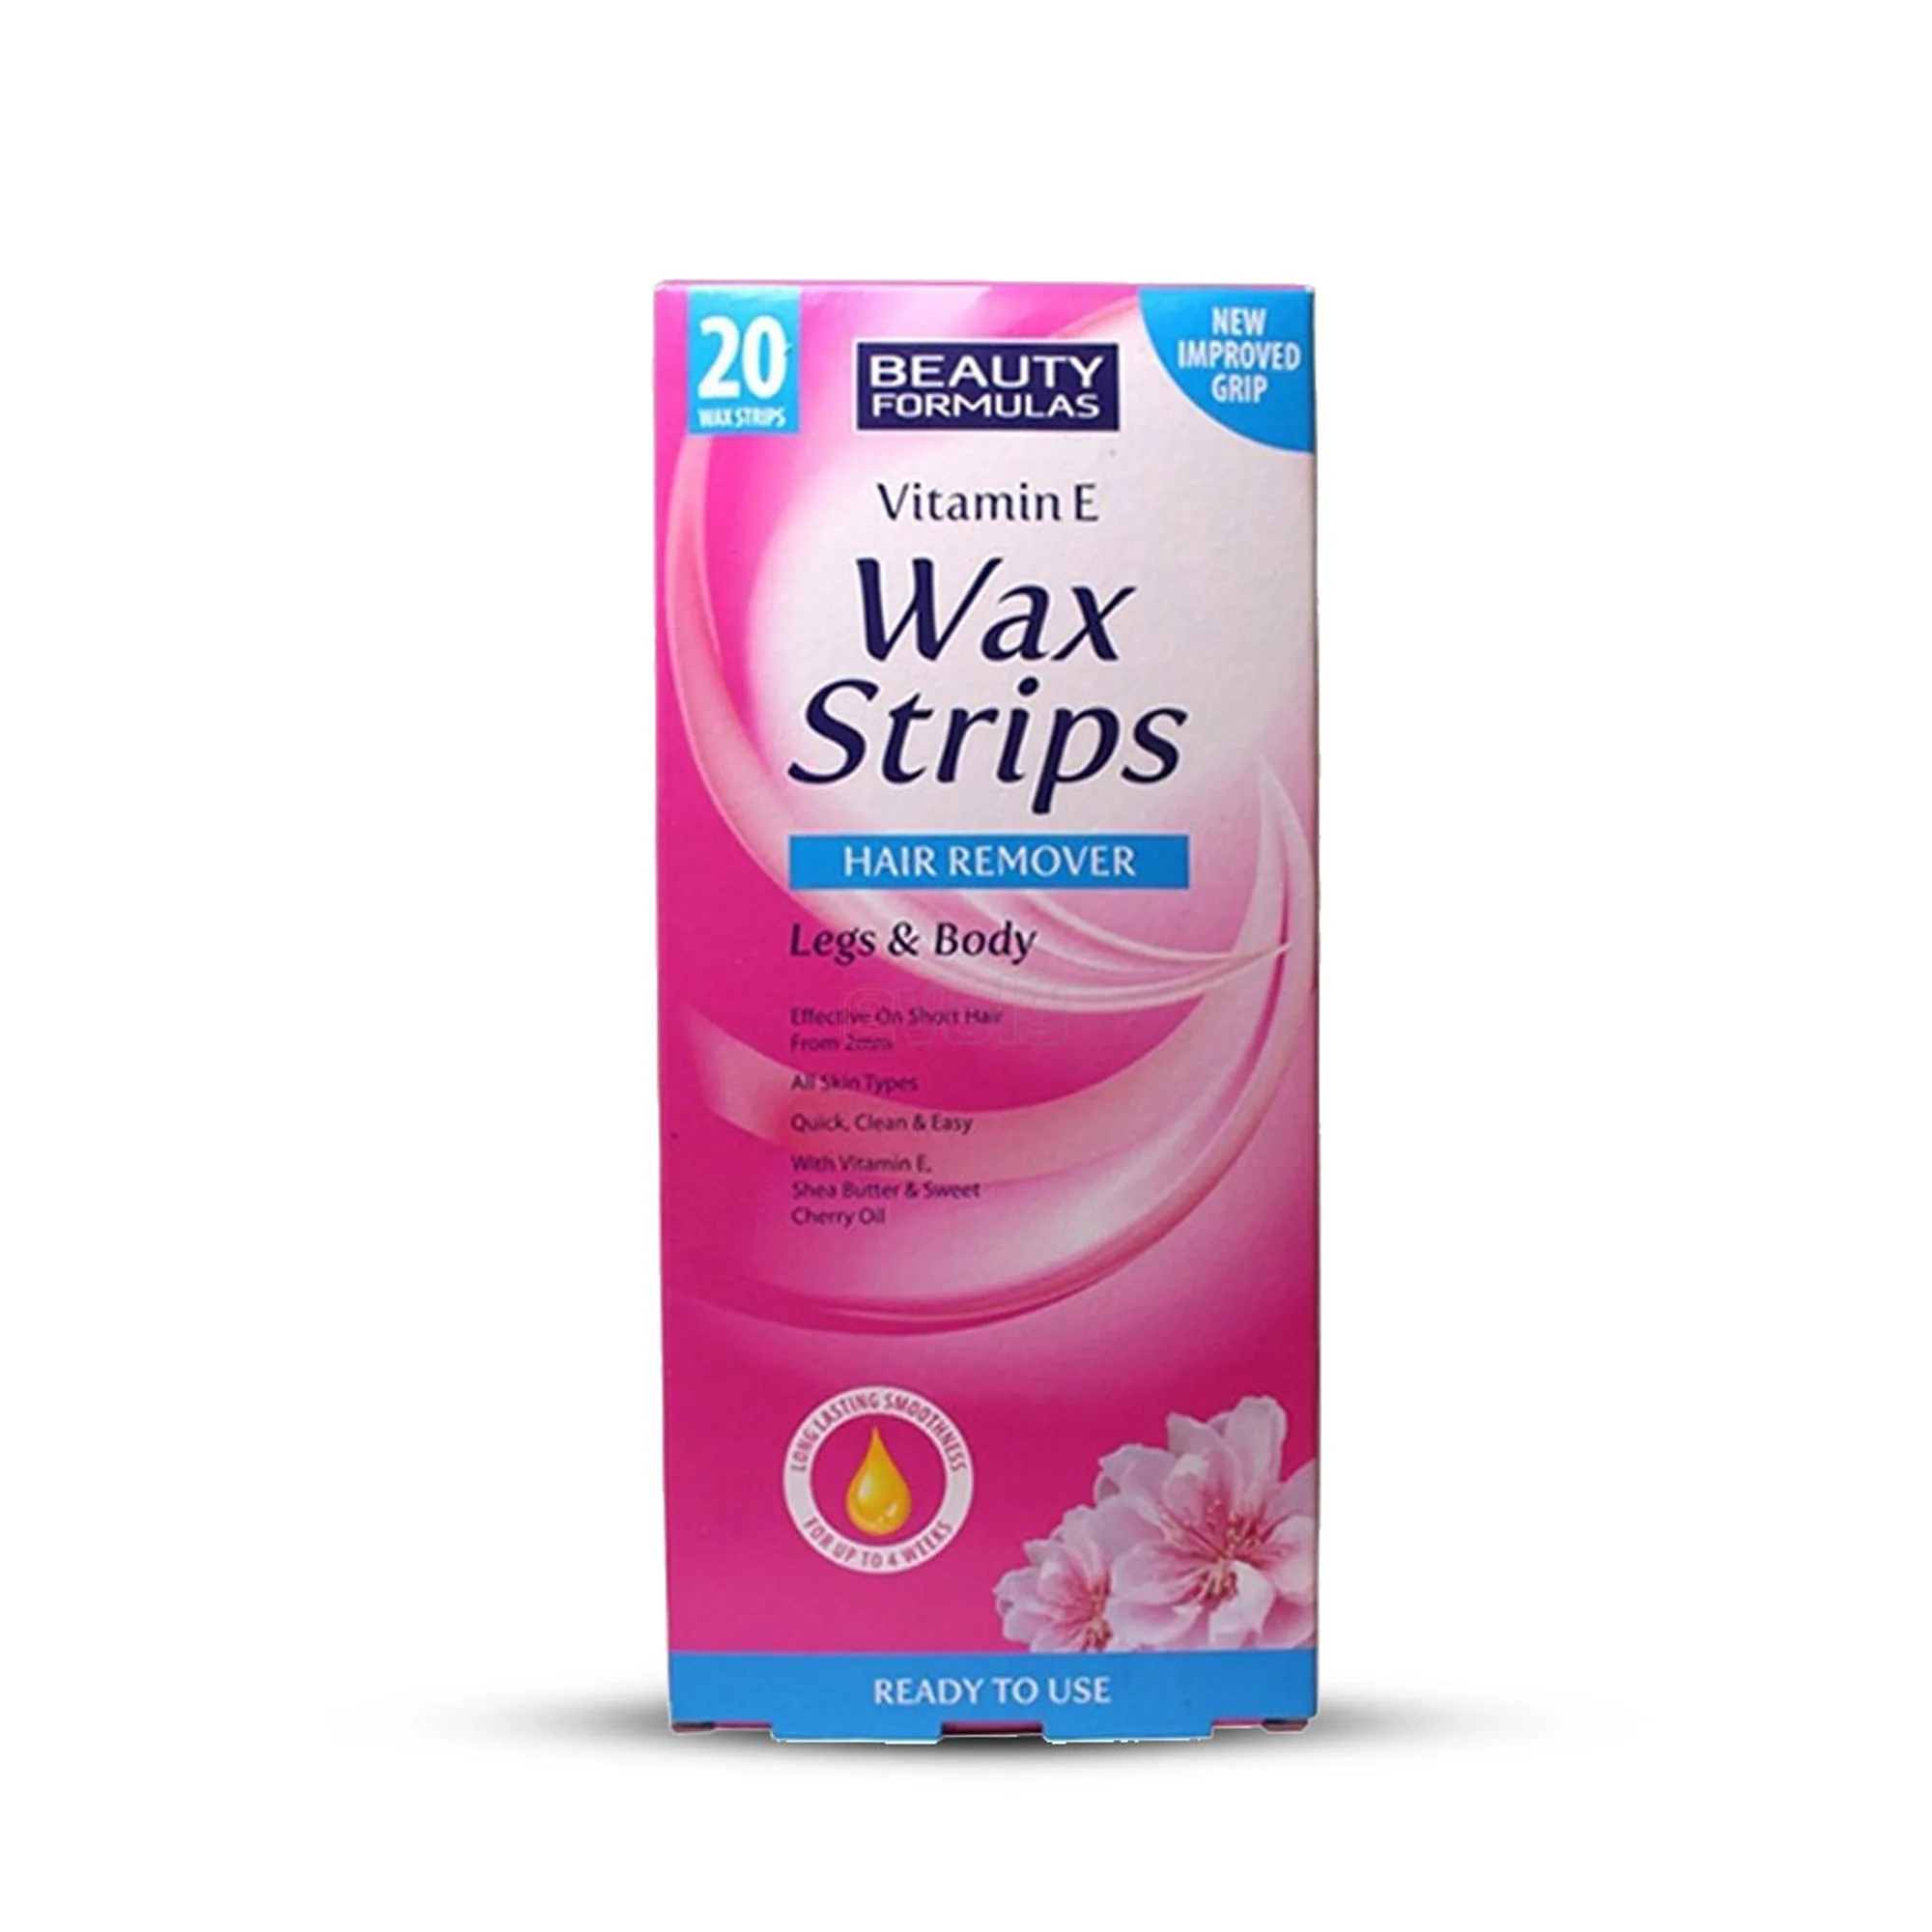 20
WAX STRIPS
BEAUTY
FORMULAS
NEW
IMPROVED
GRIP
Vitamin E
Wax
Strips
HAIR REMOVER
Legs & Body
Effective On Short Hair
From 2mm
All Skin Types
Quick, Clean & Easy
With Vitamin E,
Shea Butter & Sweet
Cherry Oil
LONG LASTING SMOOTHNESS
FOR UP TO 4 WEEKS
READY TO USE